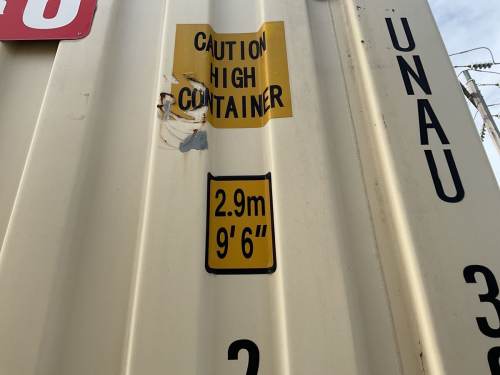 CAUTION
HIGH
CONTAINER
UNAU
2.9m
9' 6"
2
3